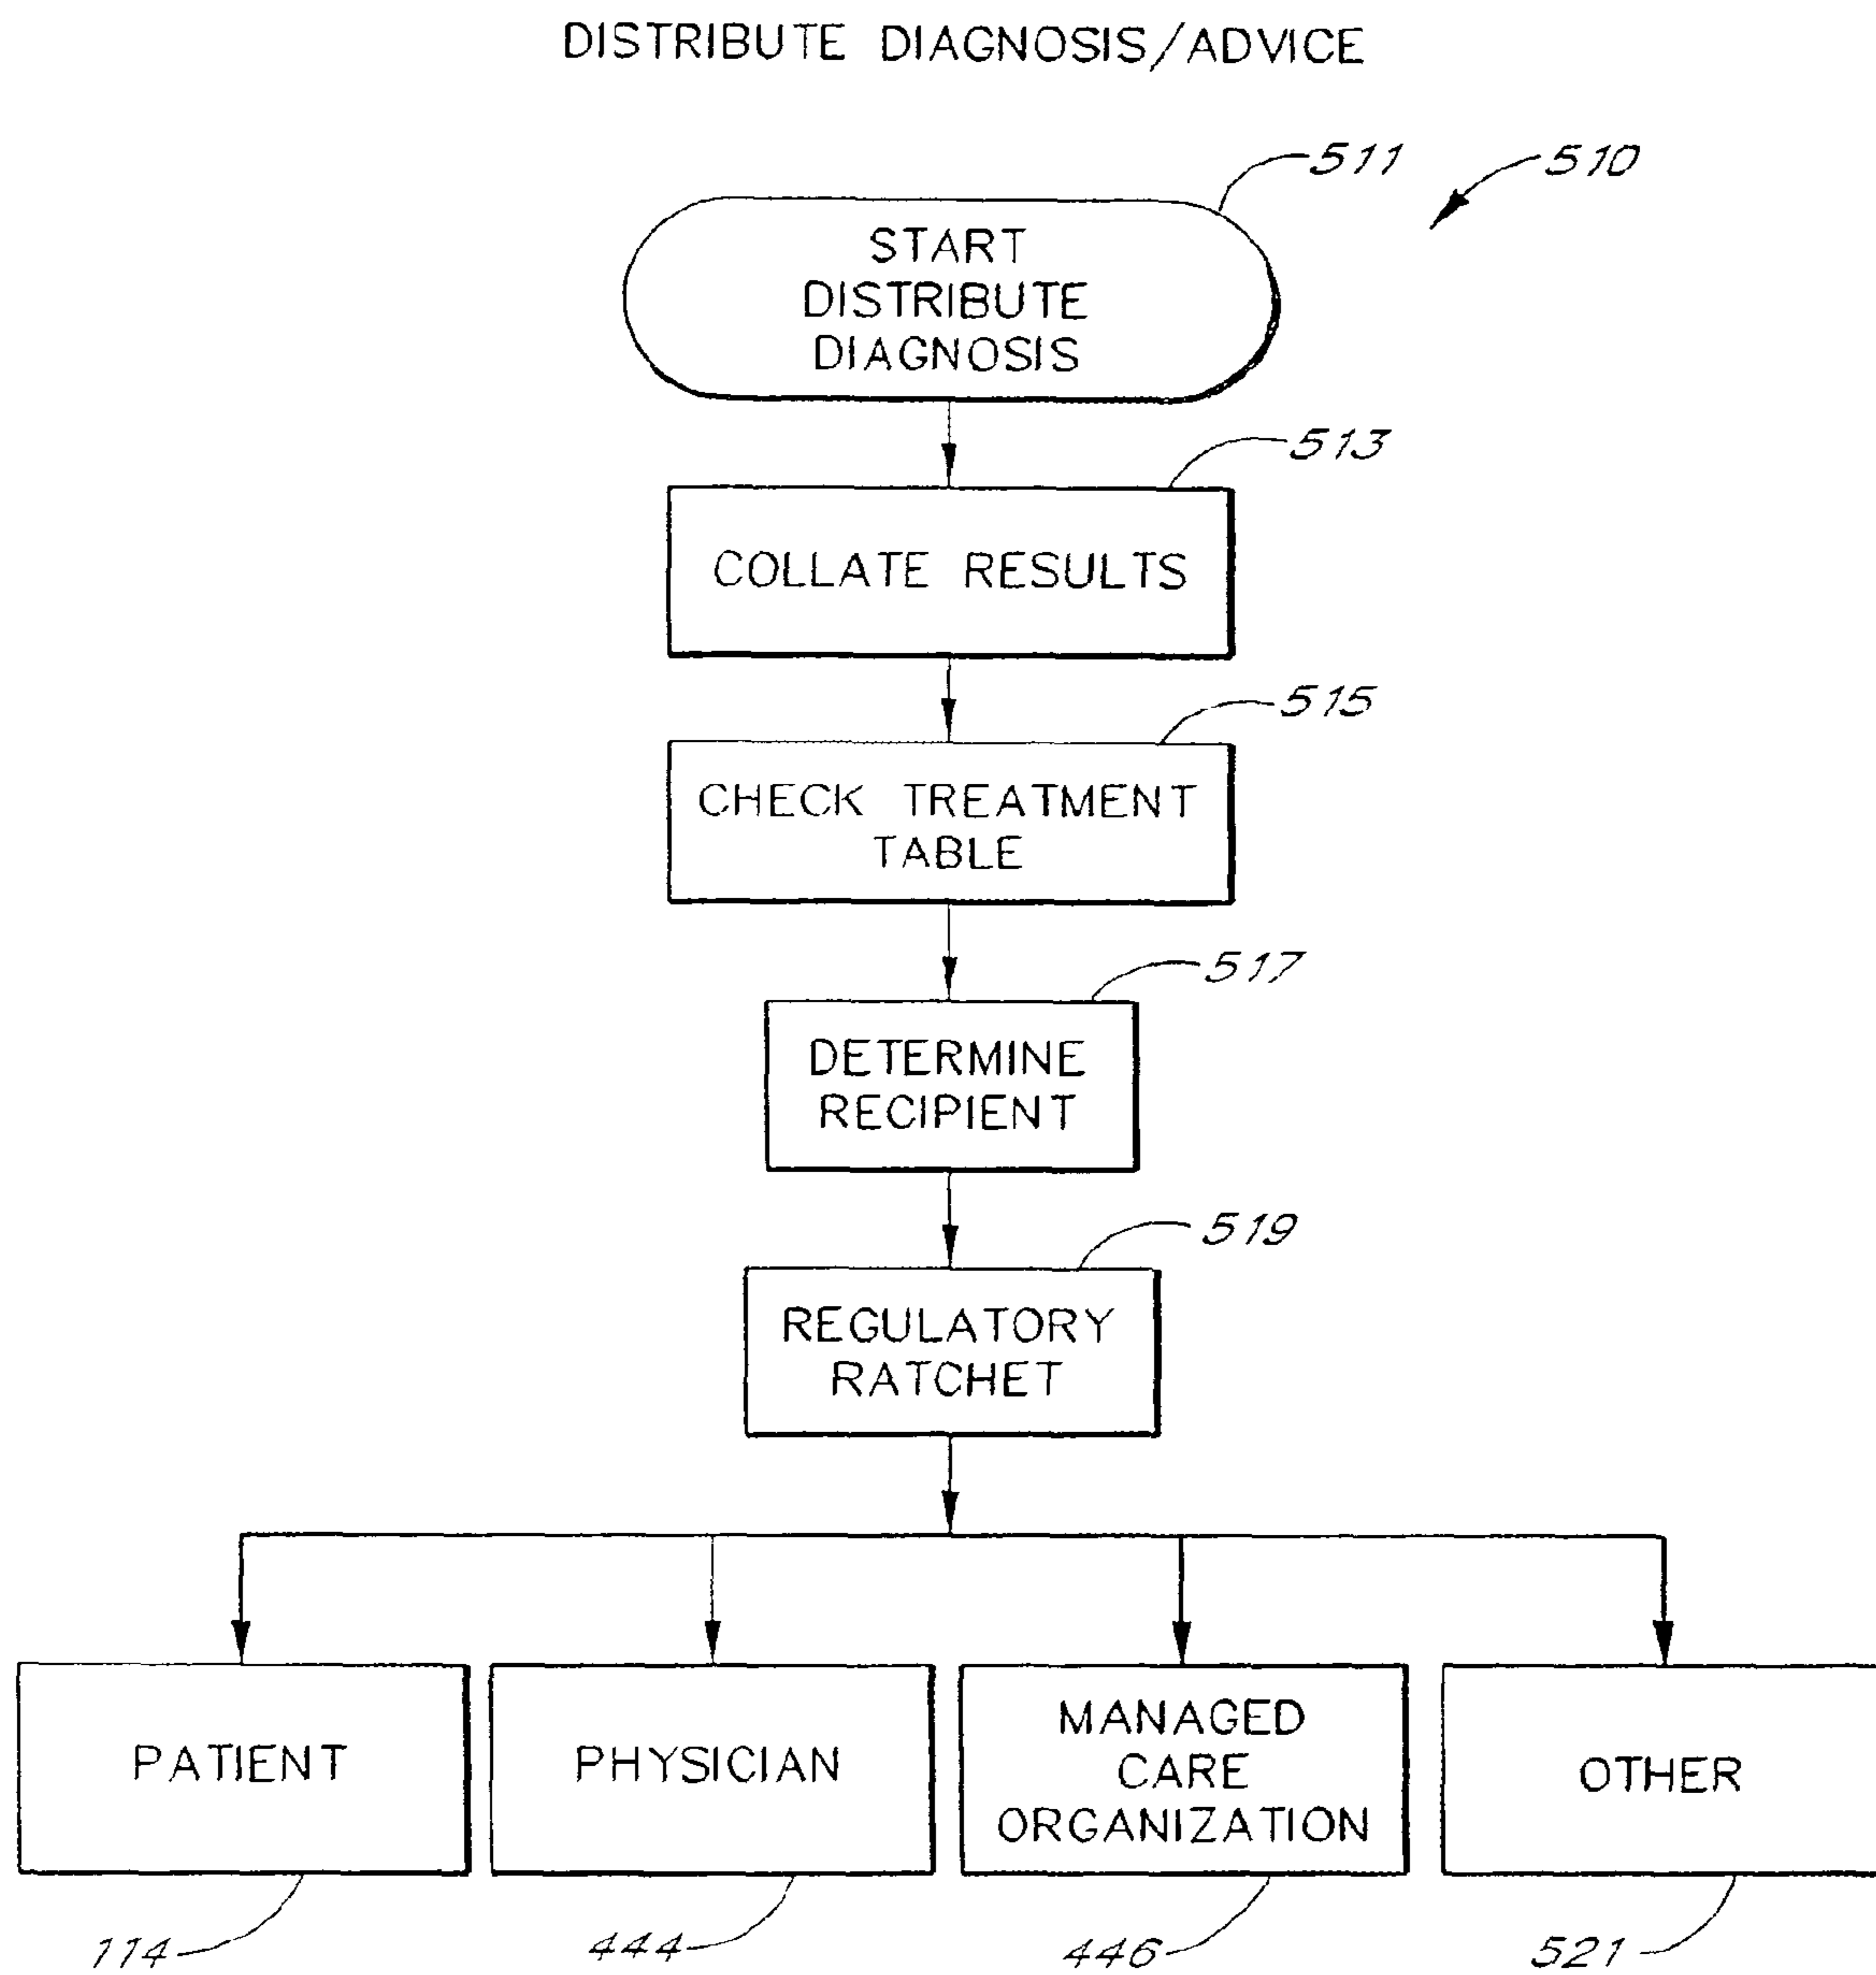 DISTRIBUTE DIAGNOSIS/ADVICE
511
510
START
DISTRIBUTE
DIAGNOSIS
513
COLLATE RESULTS
515
CHECK TREATMENT
TABLE
517
DETERMINE
RECIPIENT
519
REGULATORY
RATCHET
PATIENT
PHYSICIAN
MANAGED
CARE
ORGANIZATION
OTHER
114
444
446
521